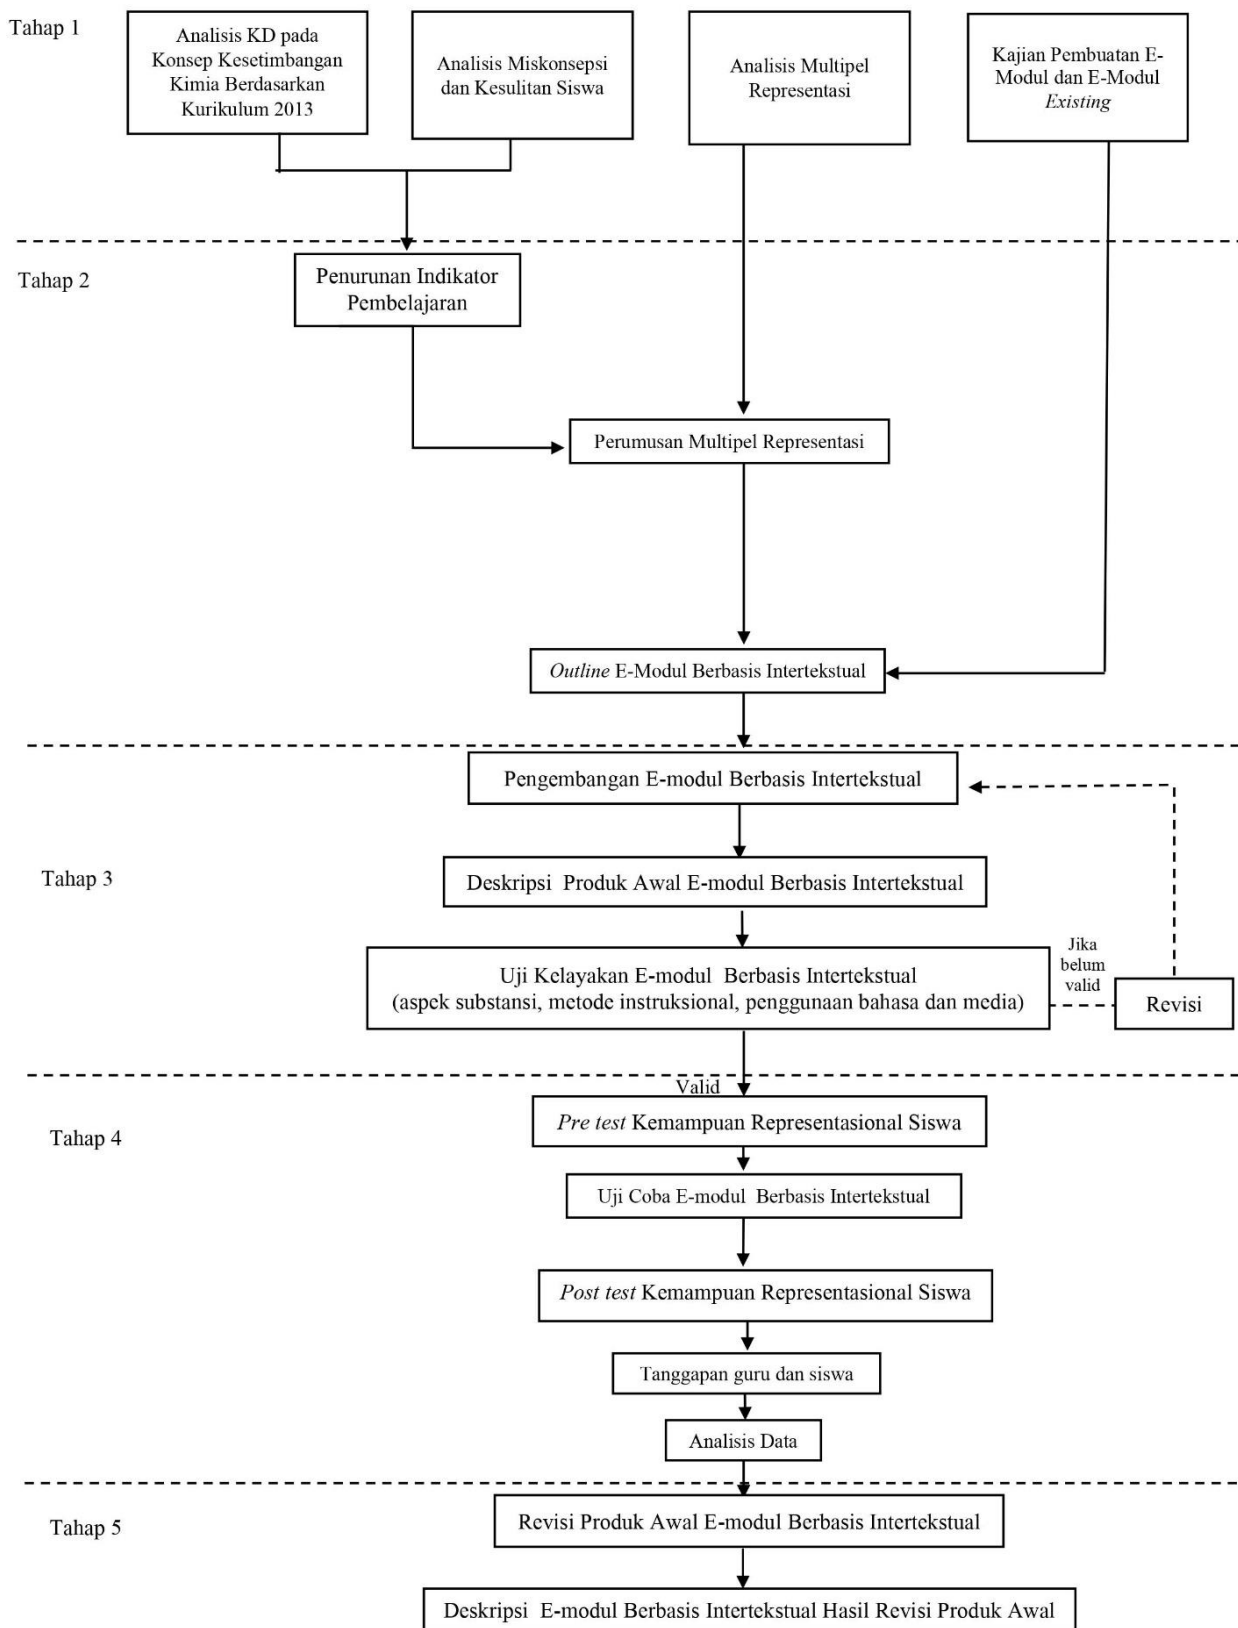 Tahap 1
Analisis KD pada
Konsep Kesetimbangan
Kimia Berdasarkan
Kurikulum 2013
Analisis Miskonsepsi
dan Kesulitan Siswa
Analisis Multipel
Representasi
Kajian Pembuatan E-
Modul dan E-Modul
Existing
Tahap 2
Penurunan Indikator
Pembelajaran
Perumusan Multipel Representasi
Outline E-Modul Berbasis Intertekstual
Tahap 3
Pengembangan E-modul Berbasis Intertekstual
Deskripsi Produk Awal E-modul Berbasis Intertekstual
Uji Kelayakan E-modul Berbasis Intertekstual
(aspek substansi, metode instruksional, penggunaan bahasa dan media)
Jika
belum
valid
Revisi
Valid
Tahap 4
Pre test Kemampuan Representasional Siswa
Uji Coba E-modul Berbasis Intertekstual
Post test Kemampuan Representasional Siswa
Tanggapan guru dan siswa
Analisis Data
Tahap 5
Revisi Produk Awal E-modul Berbasis Intertekstual
Deskripsi E-modul Berbasis Intertekstual Hasil Revisi Produk Awal